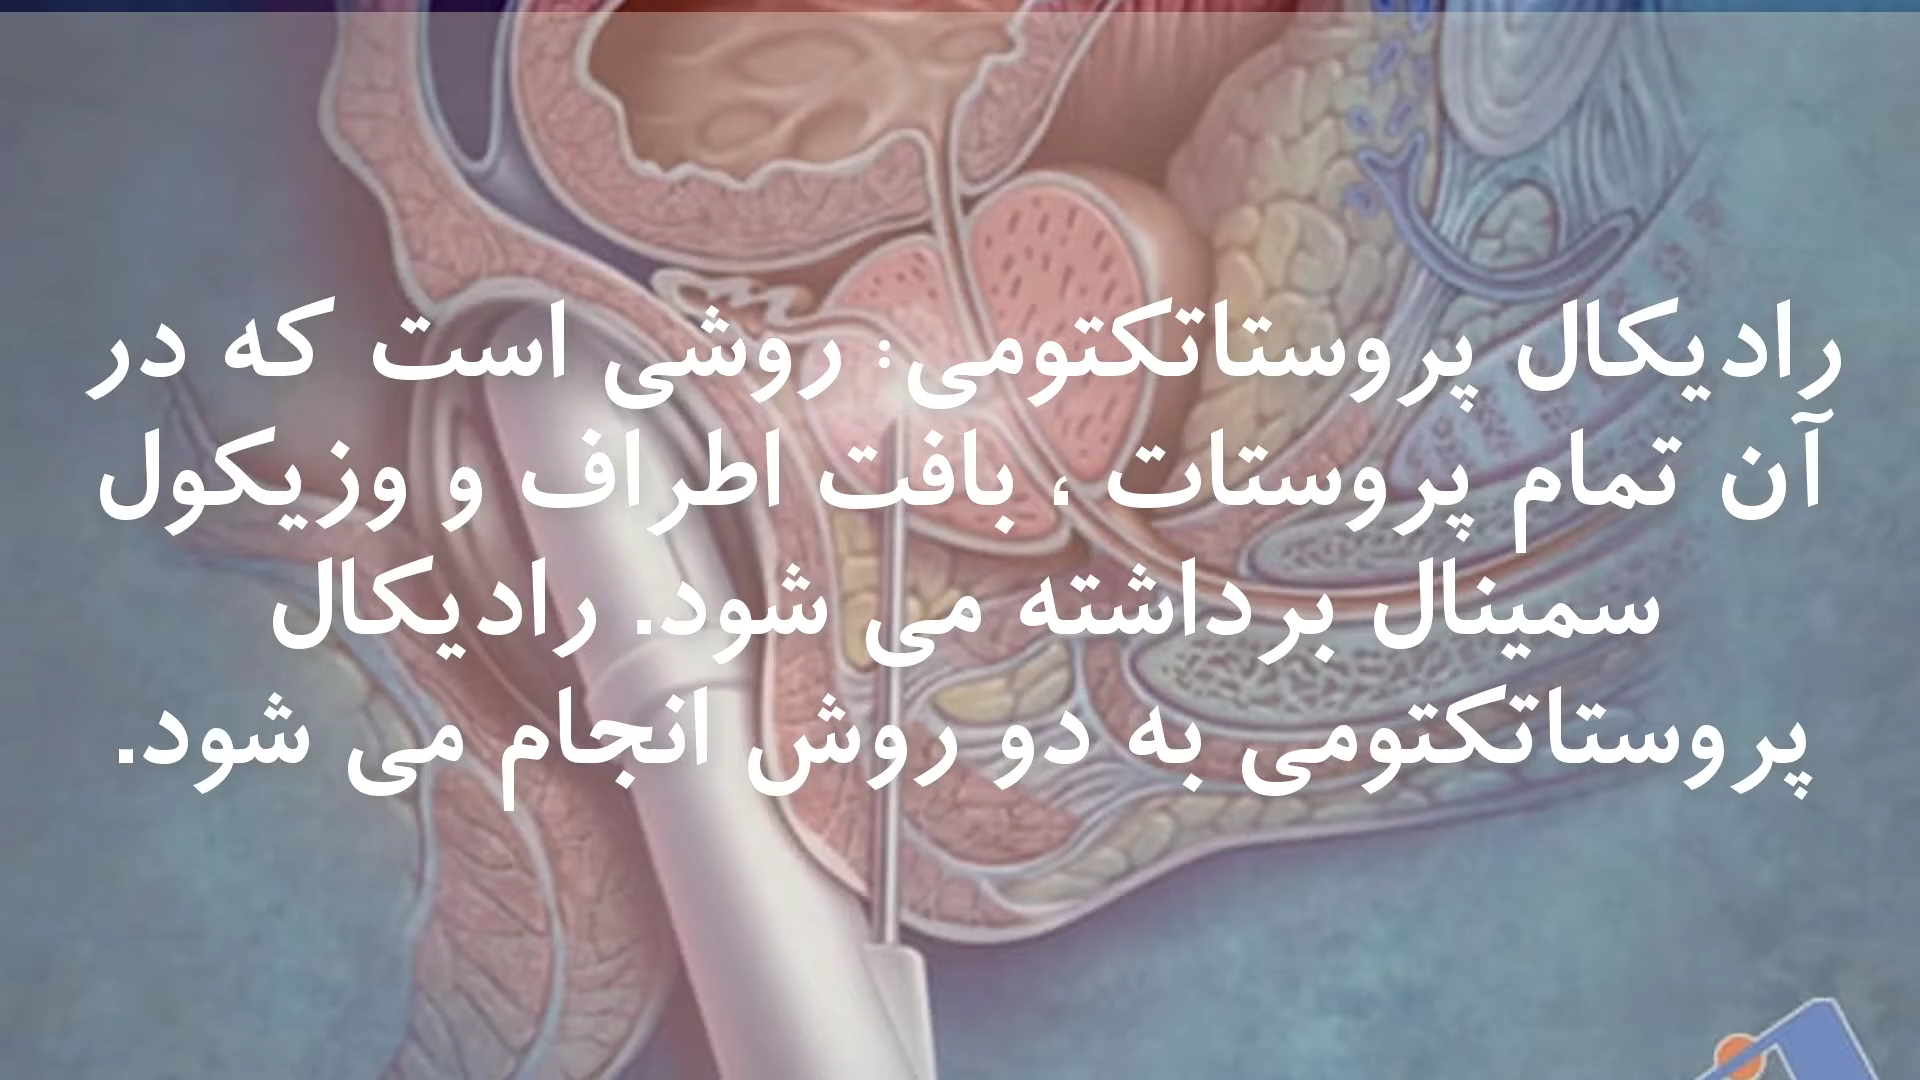 رادیکال پروستاتکتومی: روشی است که در
آن تمام پروستات ، بافت اطراف و وزیکول
سمینال برداشته می شود. رادیکال
پروستاتکتومی به دو روش انجام می شود.